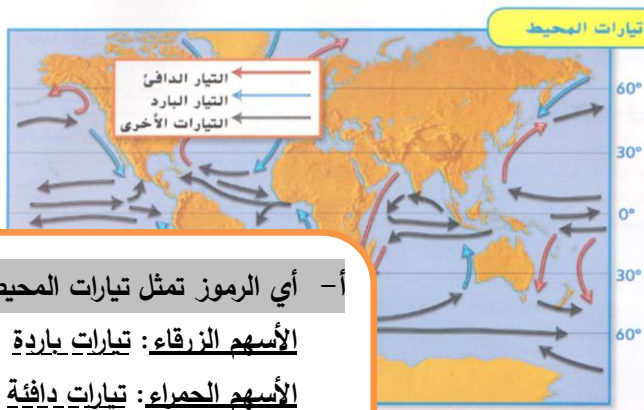 تيارات المحيط
التيار الدافئ
التيار البارد
التيارات الأخرى
60°
30°
0°
30°
60°
أ- أي الرموز تمثل تيارات المحيط
الأسهم الزرقاء: تيارات باردة
الأسهم الحمراء: تيارات دافئة